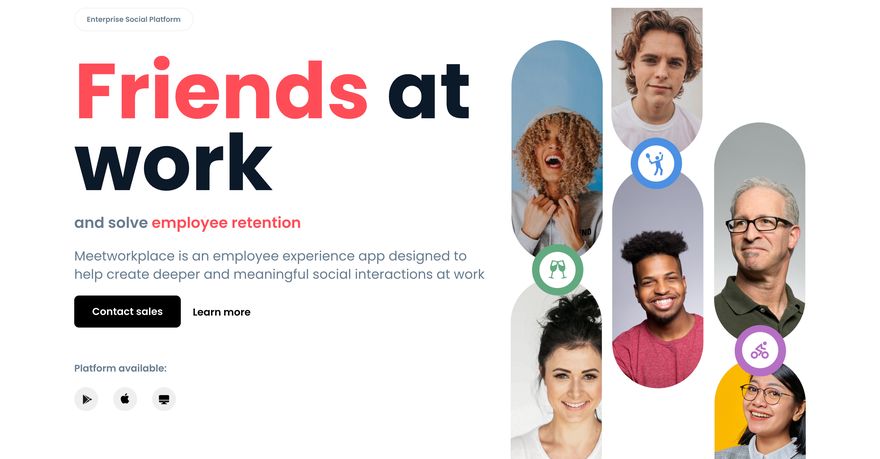 Enterprise Social Platform
Friends at
work
and solve employee retention
Meetworkplace is an employee experience app designed to
help create deeper and meaningful social interactions at work
Contact sales
Learn more
Platform available: